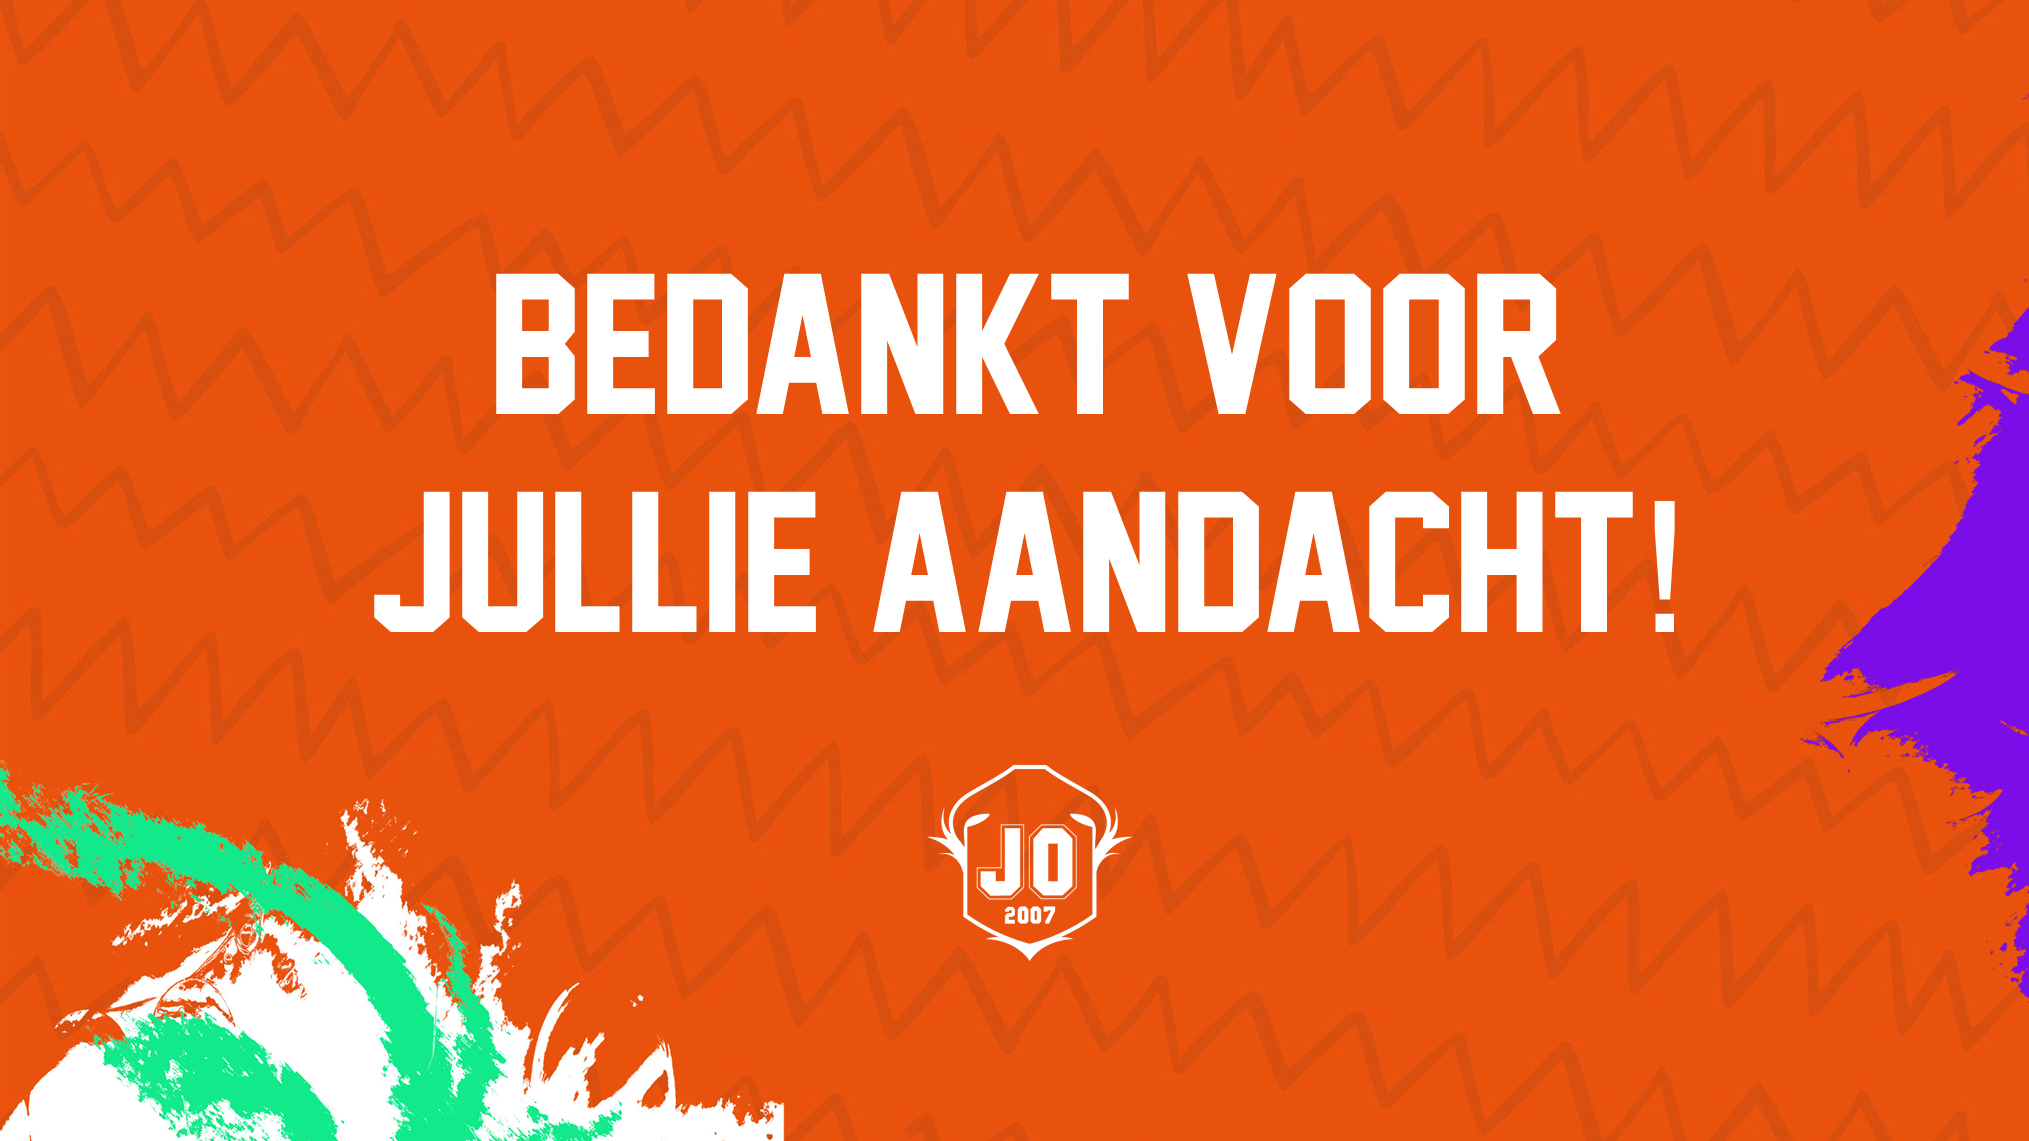 BEDANKT VOOR
JULLIE AANDACHT!
JO
2007